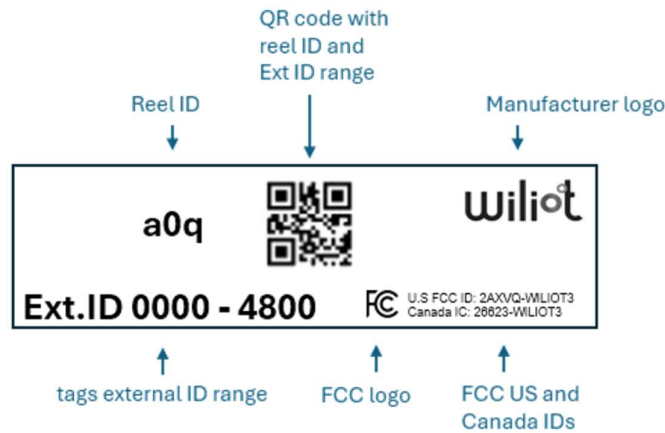 QR code with
reel ID and
Ext ID range
Reel ID
Manufacturer logo
a0q
wiliot
Ext.ID 0000 - 4800
FC
U.S FCC ID: 2AXVQ-WILIOT3
Canada IC: 26623-WILIOT3
tags external ID range
FCC logo
FCC US and
Canada IDs